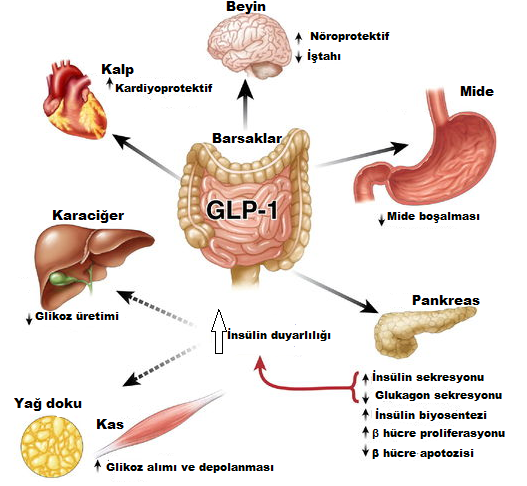 Beyin
↑ Nöroprotektif
↓ İştahı
Kalp
↑ Kardiyoprotektif
Mide
↓ Mide boşalması
Barsaklar
GLP-1
Karaciğer
↓ Glikoz üretimi
Pankreas
↑ İnsülin sekresyonu
↓ Glukagon sekresyonu
↑ İnsülin biyosentezi
↑ β hücre proliferasyonu
↓ β hücre apotozisi
İnsülin duyarlılığı
Yağ doku
Kas
↑ Glikoz alımı ve depolanması